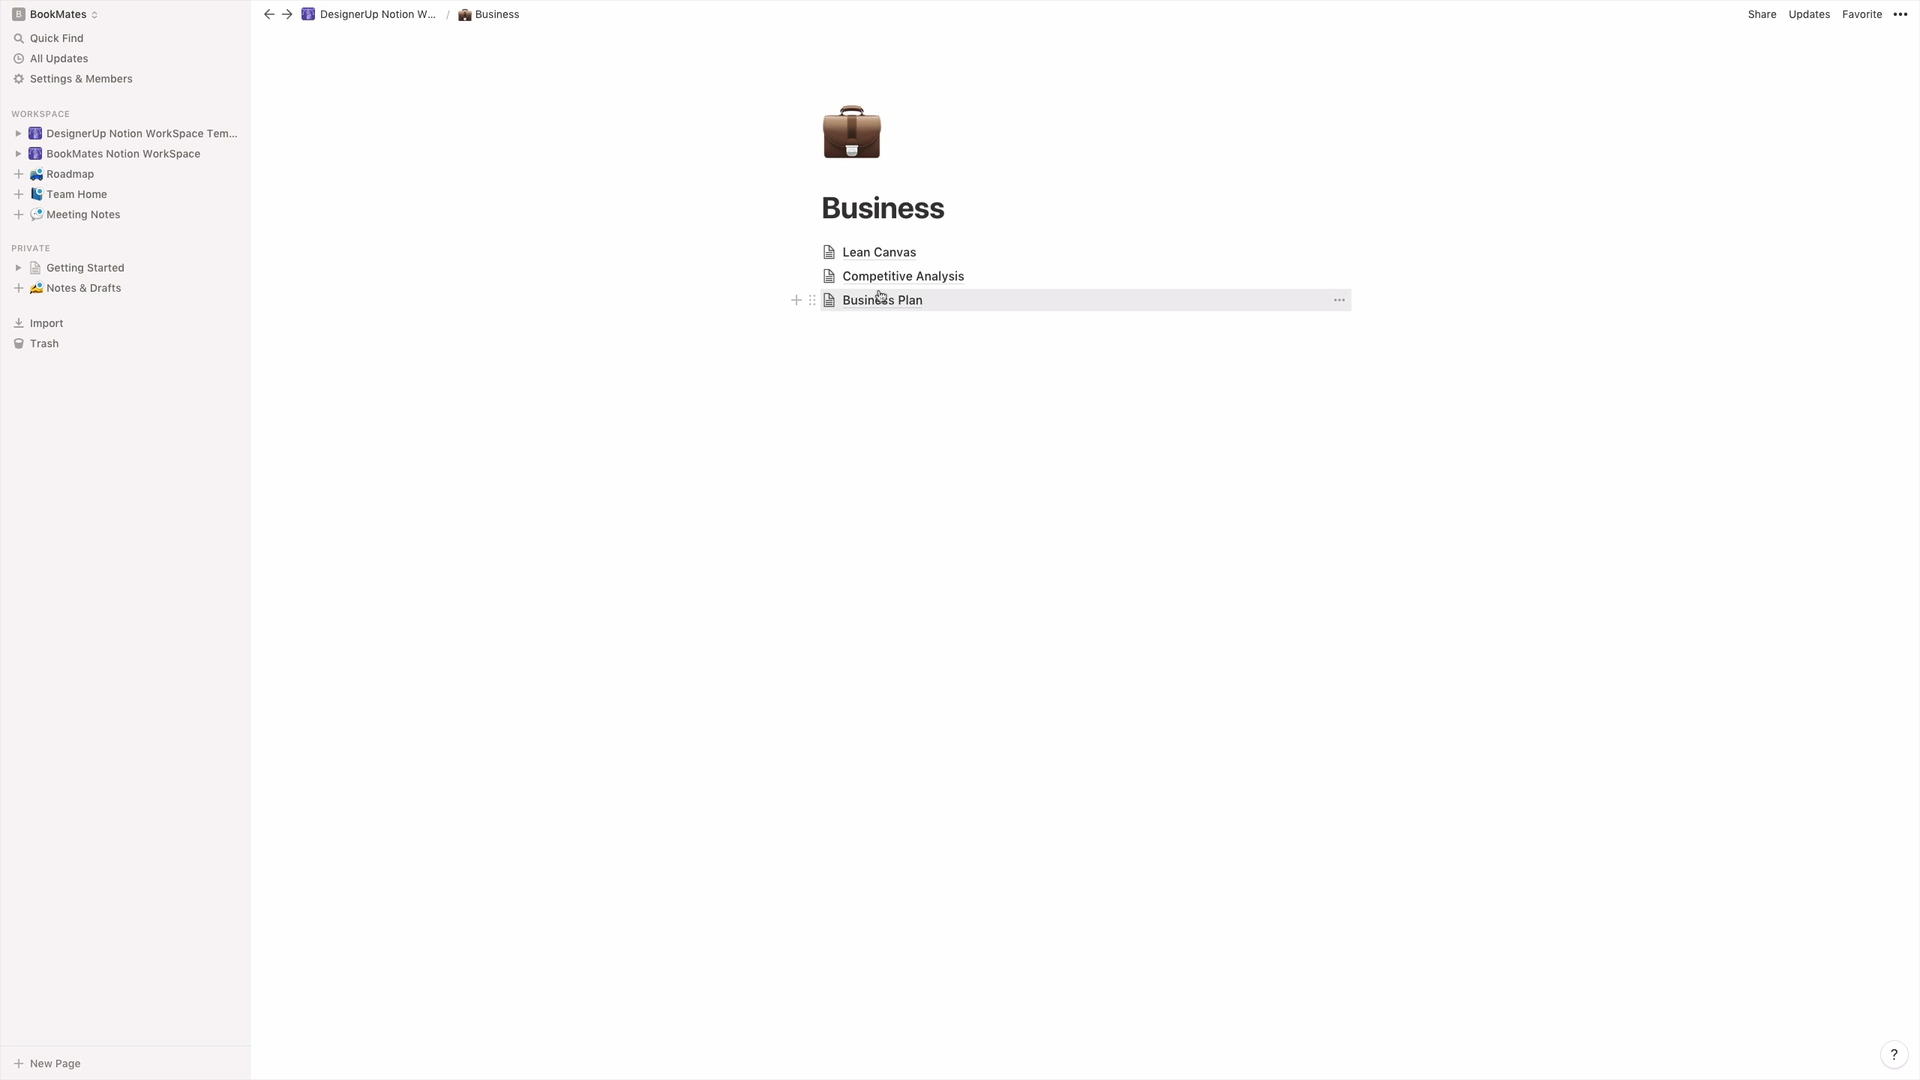 B BookMates
Quick Find
All Updates
Settings & Members
WORKSPACE
DesignerUp Notion WorkSpace Tem...
BookMates Notion WorkSpace
Roadmap
Team Home
Meeting Notes
PRIVATE
Getting Started
Notes & Drafts
Import
Trash
New Page
DesignerUp Notion W... / Business
Share Updates Favorite
Business
Lean Canvas
Competitive Analysis
Business Plan
?